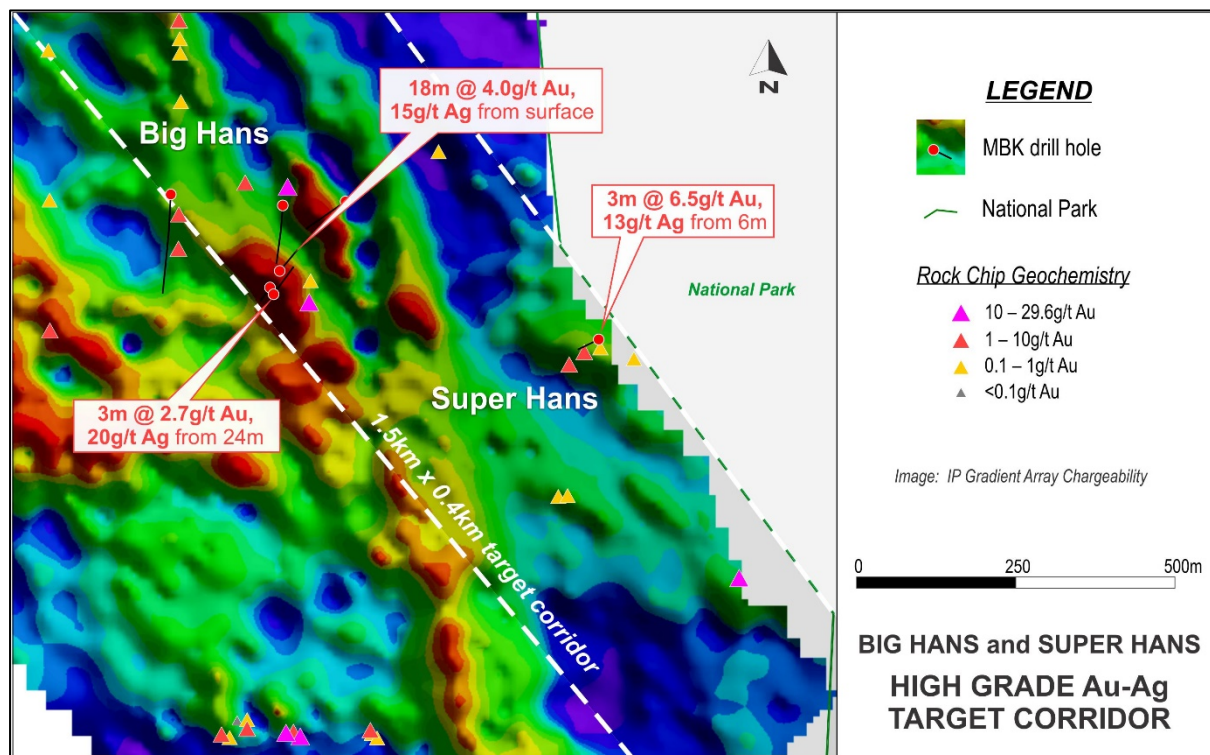 18m @ 4.0g/t Au,
15g/t Ag from surface
Big Hans
3m @ 6.5g/t Au,
13g/t Ag from 6m
National Park
Super Hans
3m @ 2.7g/t Au,
20g/t Ag from 24m
1.5km x 0.4km target corridor
N
LEGEND
MBK drill hole
National Park
Rock Chip Geochemistry
10 – 29.6g/t Au
1 – 10g/t Au
0.1 – 1g/t Au
<0.1g/t Au
Image: IP Gradient Array Chargeability
0 250 500m
BIG HANS and SUPER HANS
HIGH GRADE Au-Ag
TARGET CORRIDOR